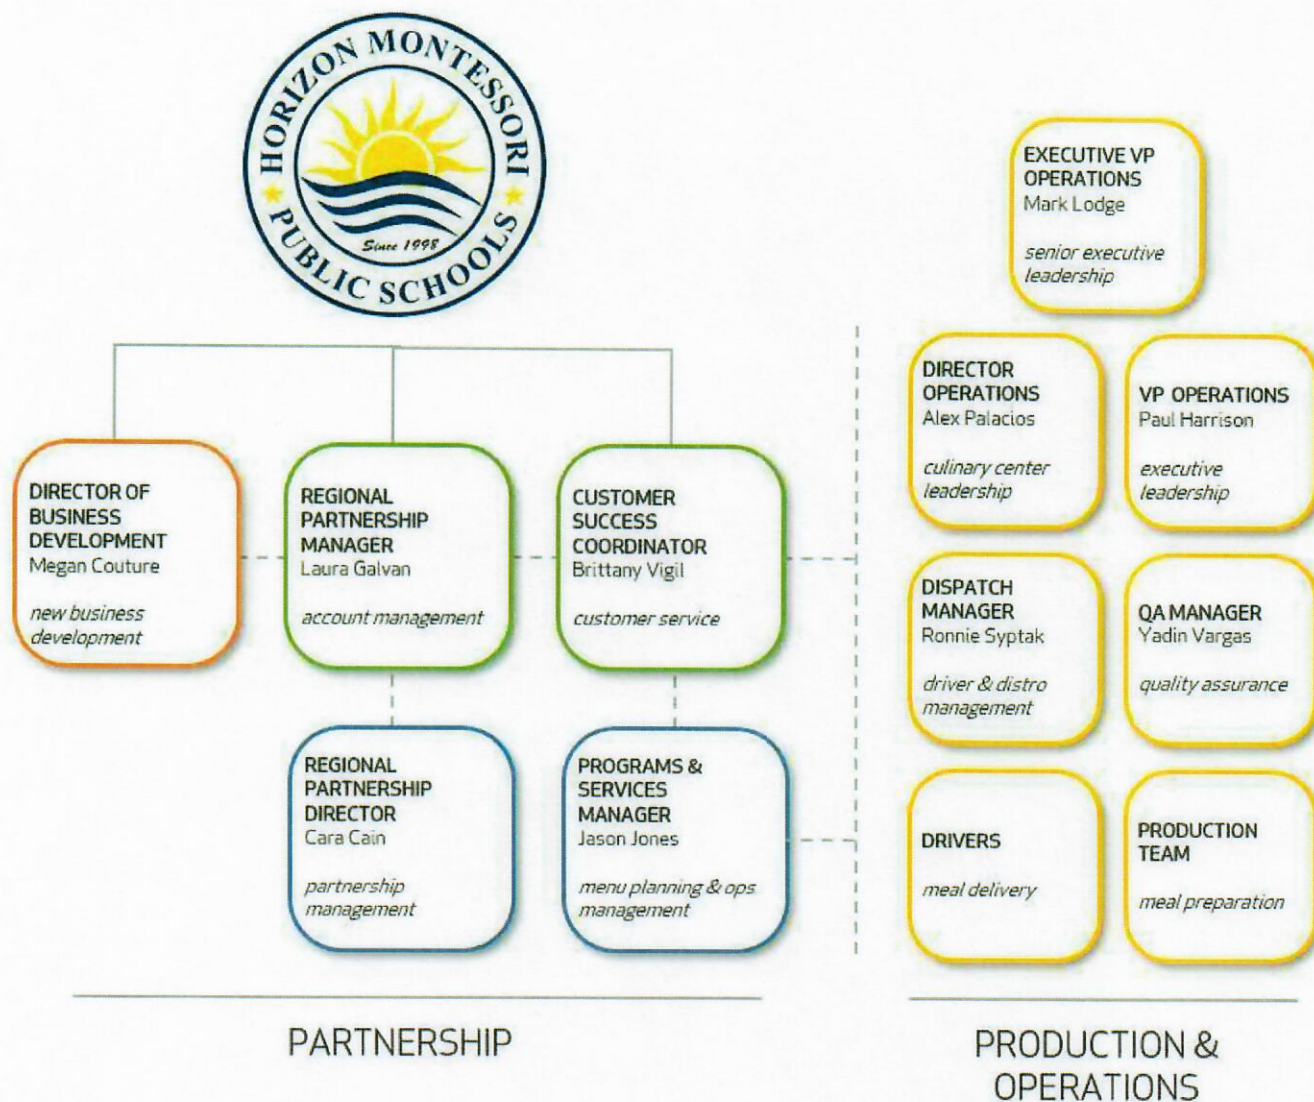 HORIZON MONTESSORI
PUBLIC SCHOOLS
Since 1998
EXECUTIVE VP
OPERATIONS
Mark Lodge
senior executive
leadership
DIRECTOR
OPERATIONS
Alex Palacios
culinary center
leadership
VP OPERATIONS
Paul Harrison
executive
leadership
DIRECTOR OF
BUSINESS
DEVELOPMENT
Megan Couture
new business
development
REGIONAL
PARTNERSHIP
MANAGER
Laura Galvan
account management
CUSTOMER
SUCCESS
COORDINATOR
Brittany Vigil
customer service
DISPATCH
MANAGER
Ronnie Syptak
driver & distro
management
QA MANAGER
Yadin Vargas
quality assurance
REGIONAL
PARTNERSHIP
DIRECTOR
Cara Cain
partnership
management
PROGRAMS &
SERVICES
MANAGER
Jason Jones
menu planning & ops
management
DRIVERS
meal delivery
PRODUCTION
TEAM
meal preparation
PARTNERSHIP
PRODUCTION &
OPERATIONS